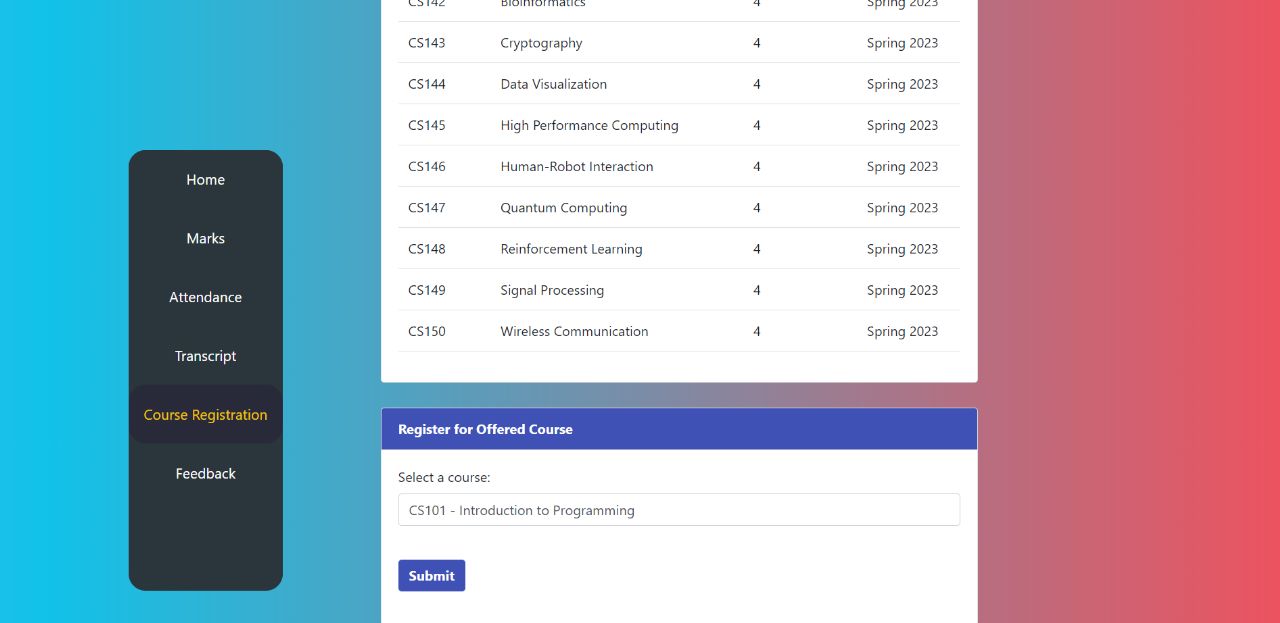 CS142 Bioinformatics 4 Spring 2023
CS143 Cryptography 4 Spring 2023
CS144 Data Visualization 4 Spring 2023
CS145 High Performance Computing 4 Spring 2023
CS146 Human-Robot Interaction 4 Spring 2023
CS147 Quantum Computing 4 Spring 2023
CS148 Reinforcement Learning 4 Spring 2023
CS149 Signal Processing 4 Spring 2023
CS150 Wireless Communication 4 Spring 2023
Home
Marks
Attendance
Transcript
Course Registration
Feedback
Register for Offered Course
Select a course:
CS101 - Introduction to Programming
Submit